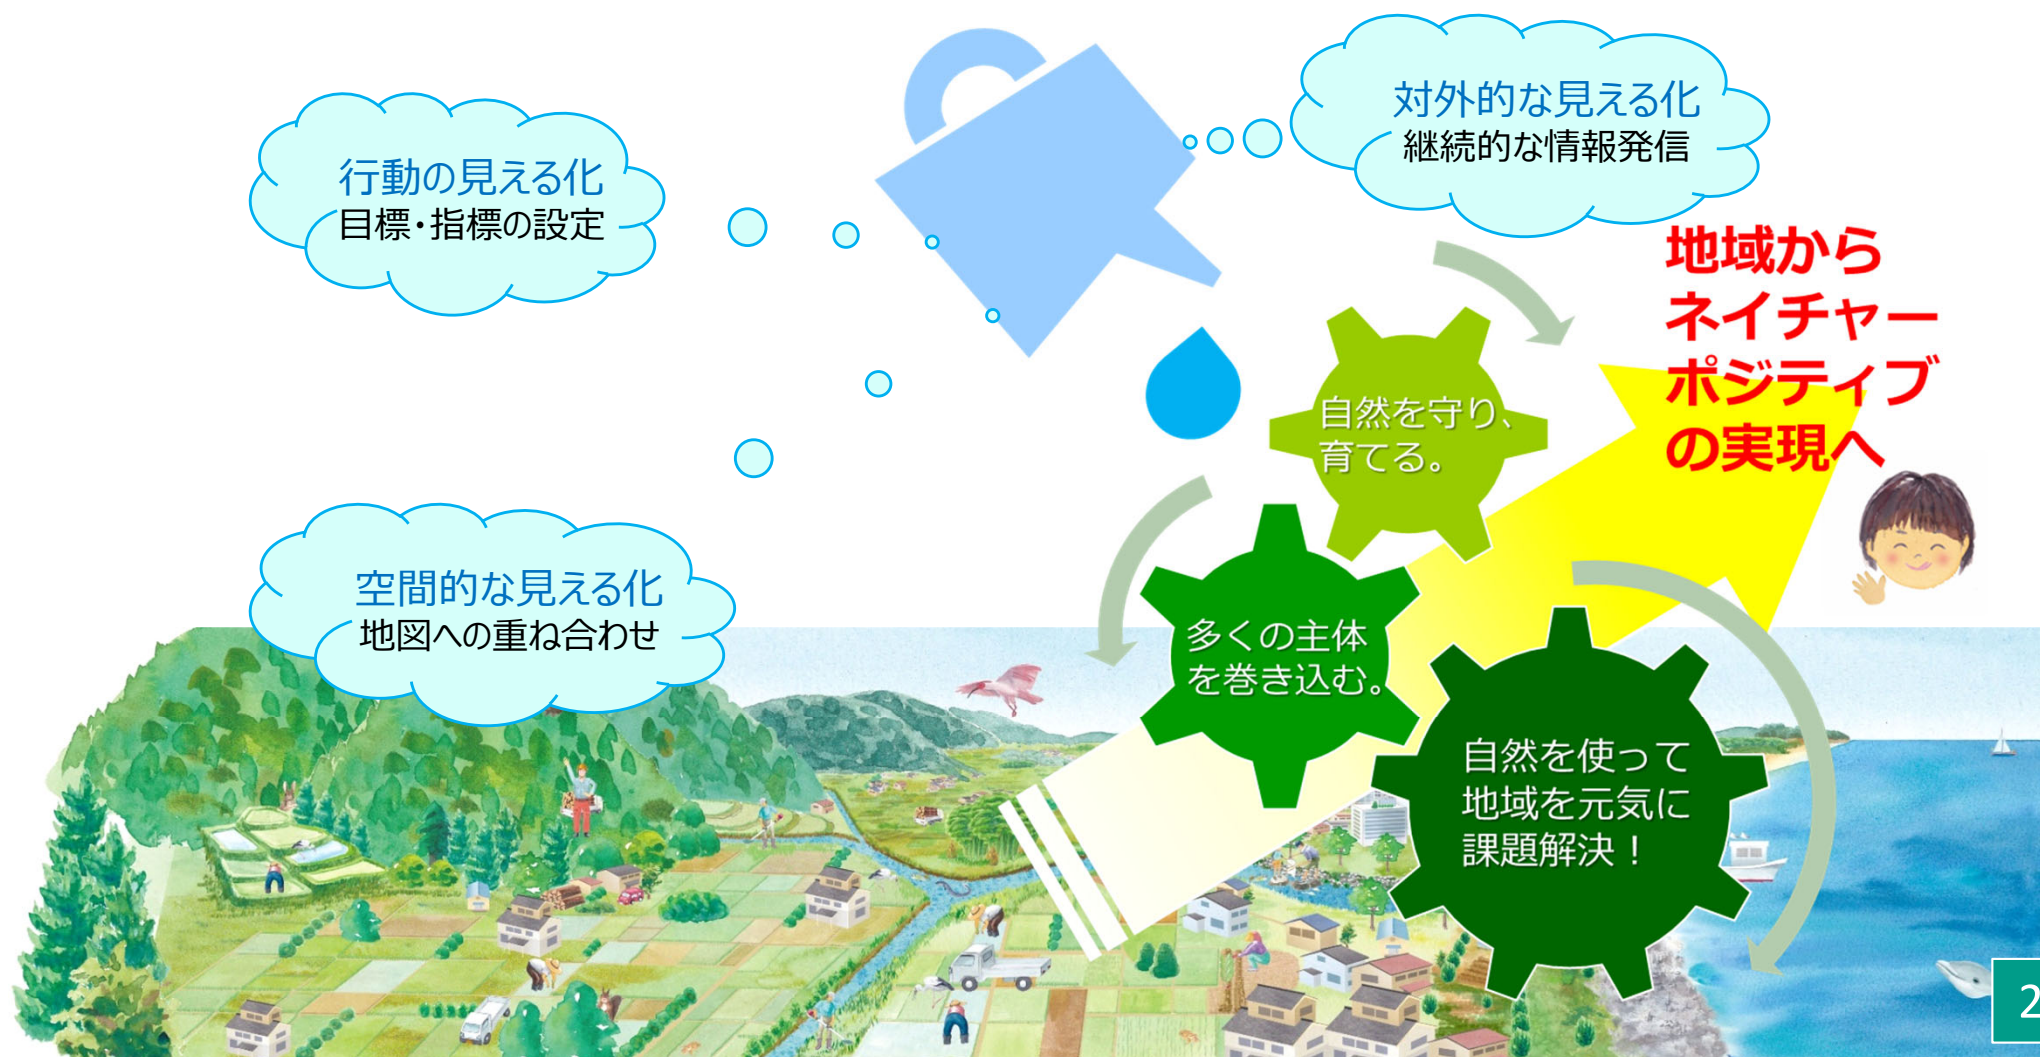 対外的な見える化
継続的な情報発信
行動の見える化
目標・指標の設定
地域から
ネイチャー
ポジティブ
の実現へ
自然を守り、
育てる。
空間的な見える化
地図への重ね合わせ
多くの主体
を巻き込む。
自然を使って
地域を元気に
課題解決！
2